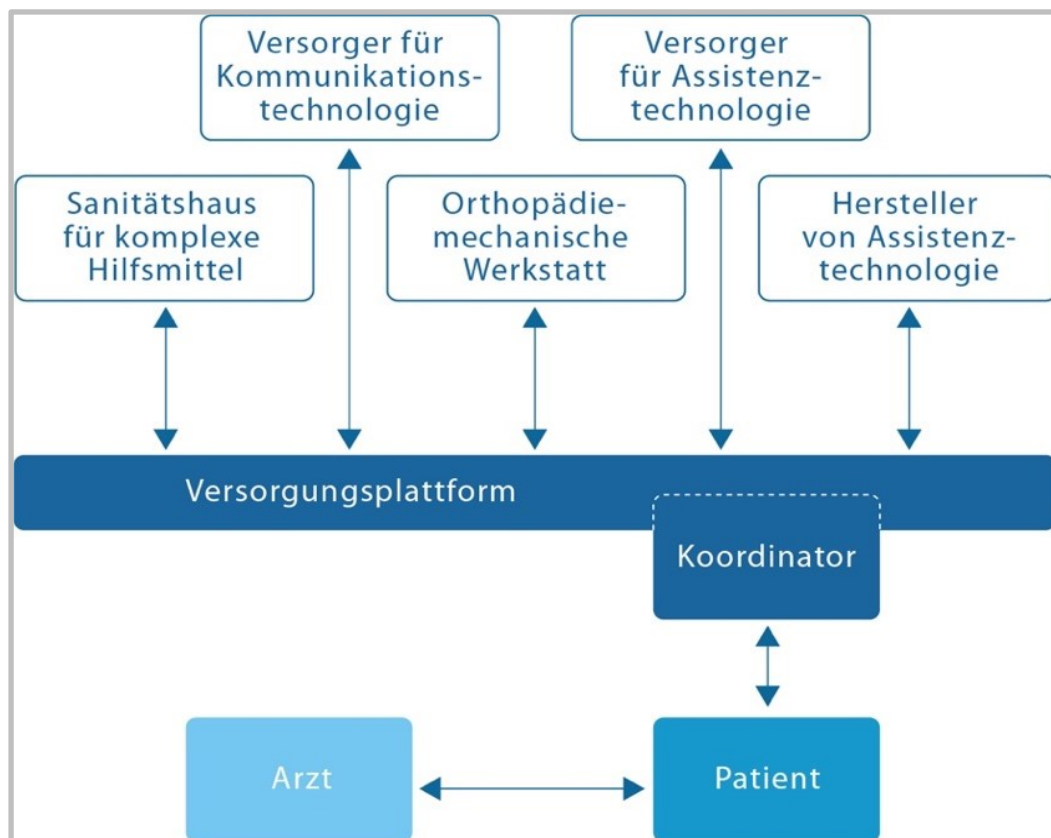 Versorger für
Kommunikations-
technologie
Versorger
für Assistenz-
technologie
Sanitätshaus
für komplexe
Hilfsmittel
Orthopädie-
mechanische
Werkstatt
Hersteller
von Assistenz-
technologie
Versorgungsplattform
Koordinator
Arzt
Patient